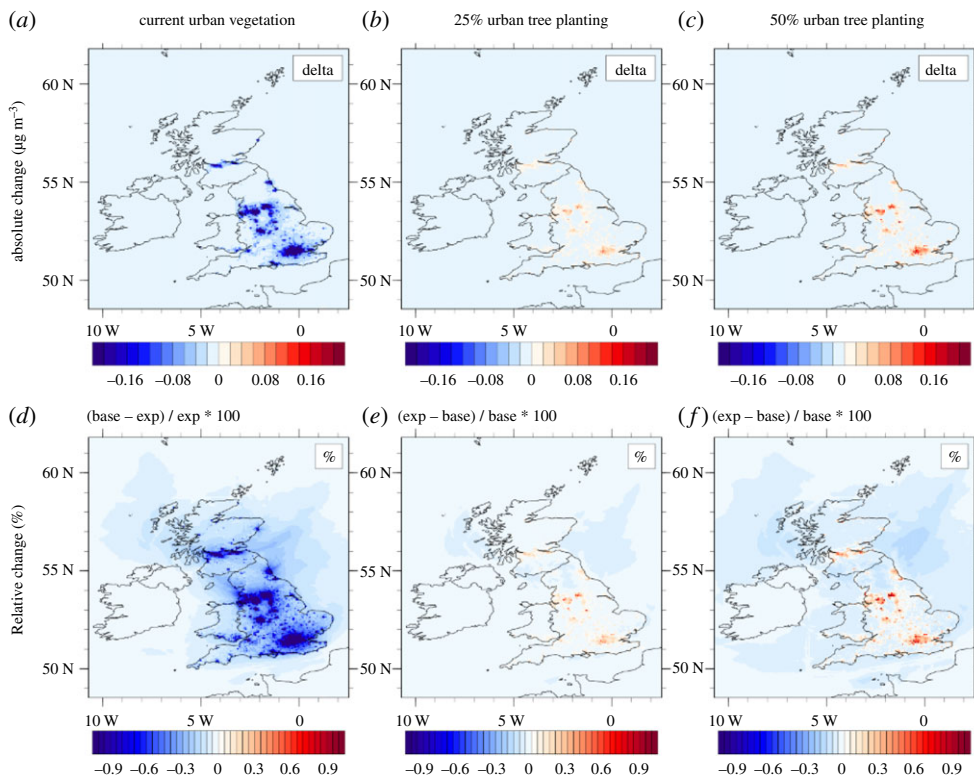 (a) current urban vegetation
(b) 25% urban tree planting
(c) 50% urban tree planting
absolute change (µg m⁻³)
60 N
55 N
50 N
delta
60 N
55 N
50 N
delta
60 N
55 N
50 N
delta
10 W 5 W 0
10 W 5 W 0
10 W 5 W 0
–0.16 –0.08 0 0.08 0.16
–0.16 –0.08 0 0.08 0.16
–0.16 –0.08 0 0.08 0.16
(d) (base – exp) / exp * 100
(e) (exp – base) / base * 100
(f) (exp – base) / base * 100
Relative change (%)
60 N
55 N
50 N
%
60 N
55 N
50 N
%
60 N
55 N
50 N
%
10 W 5 W 0
10 W 5 W 0
10 W 5 W 0
–0.9 –0.6 –0.3 0 0.3 0.6 0.9
–0.9 –0.6 –0.3 0 0.3 0.6 0.9
–0.9 –0.6 –0.3 0 0.3 0.6 0.9